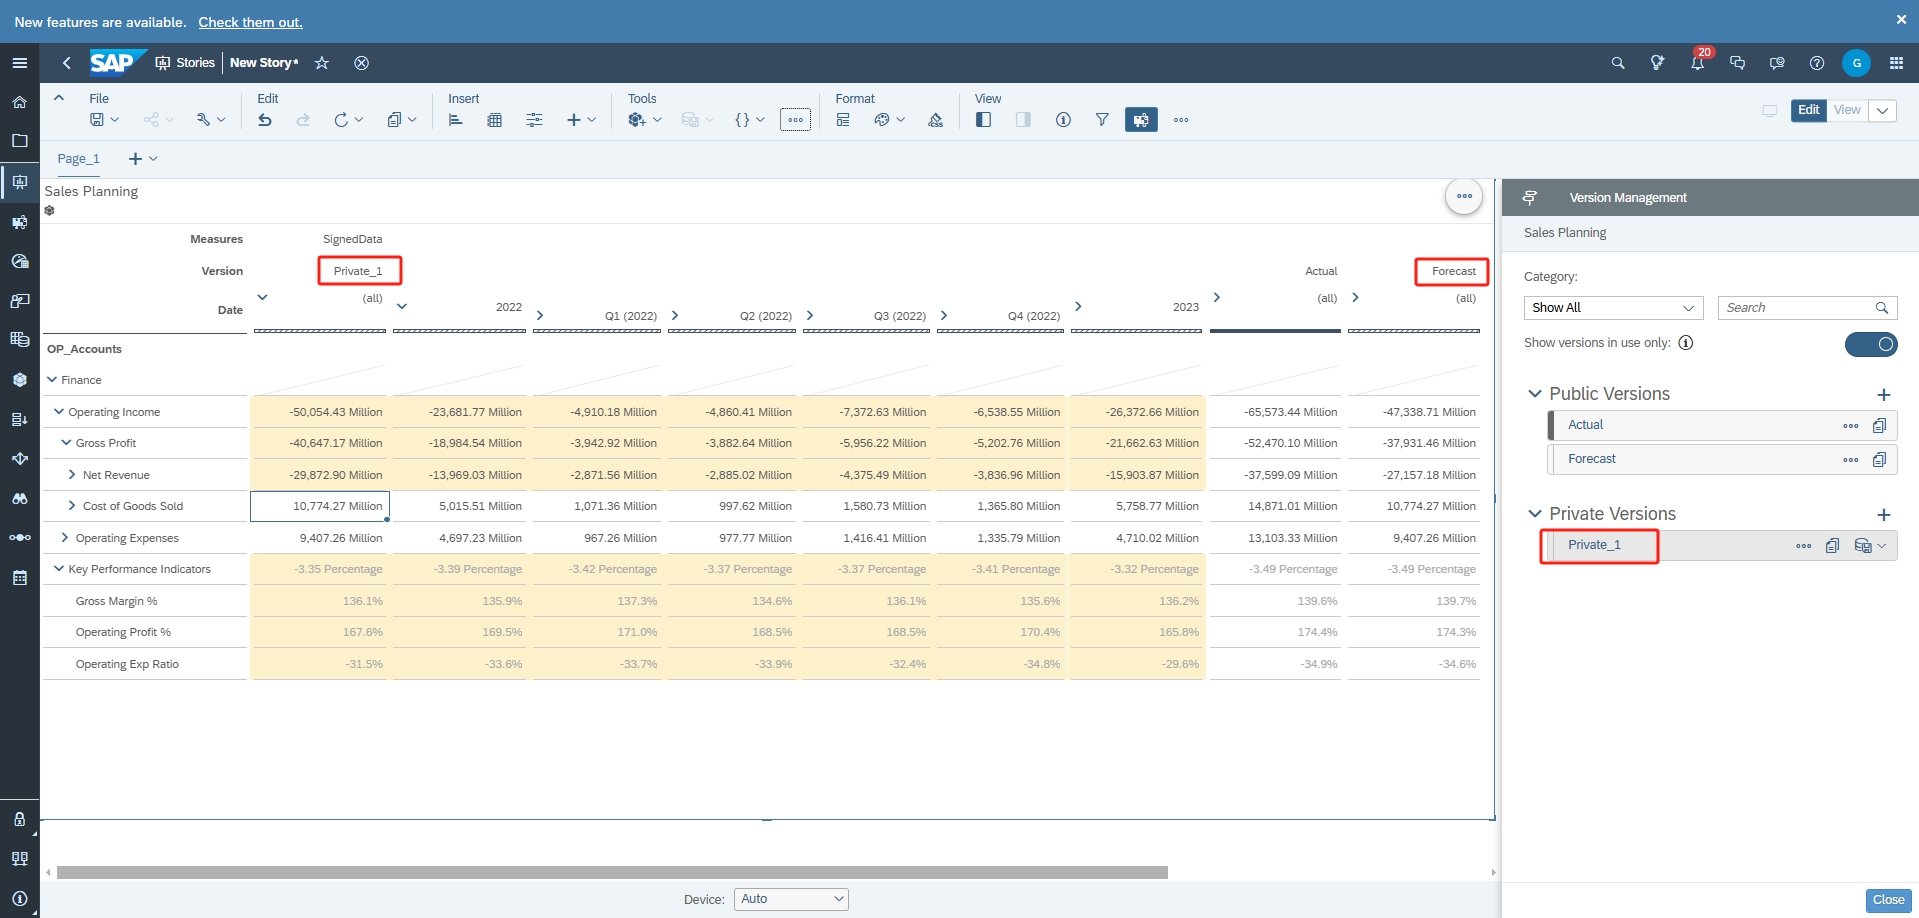 New features are available. Check them out.
SAP Stories New Story* 20 G
File Edit Insert Tools Format View
Edit View
Page_1
Sales Planning
Measures SignedData
Version Private_1 Actual Forecast
Date (all) 2022 Q1 (2022) Q2 (2022) Q3 (2022) Q4 (2022) 2023 (all) (all)
OP_Accounts
Finance
Operating Income -50,054.43 Million -23,681.77 Million -4,910.18 Million -4,860.41 Million -7,372.63 Million -6,538.55 Million -26,372.66 Million -65,573.44 Million -47,338.71 Million
Gross Profit -40,647.17 Million -18,984.54 Million -3,942.92 Million -3,882.64 Million -5,956.22 Million -5,202.76 Million -21,662.63 Million -52,470.10 Million -37,931.46 Million
Net Revenue -29,872.90 Million -13,969.03 Million -2,871.56 Million -2,885.02 Million -4,375.49 Million -3,836.96 Million -15,903.87 Million -37,599.09 Million -27,157.18 Million
Cost of Goods Sold 10,774.27 Million 5,015.51 Million 1,071.36 Million 997.62 Million 1,580.73 Million 1,365.80 Million 5,758.77 Million 14,871.01 Million 10,774.27 Million
Operating Expenses 9,407.26 Million 4,697.23 Million 967.26 Million 977.77 Million 1,416.41 Million 1,335.79 Million 4,710.02 Million 13,103.33 Million 9,407.26 Million
Key Performance Indicators -3.35 Percentage -3.39 Percentage -3.42 Percentage -3.37 Percentage -3.37 Percentage -3.41 Percentage -3.32 Percentage -3.49 Percentage -3.49 Percentage
Gross Margin % 136.1% 135.9% 137.3% 134.6% 136.1% 135.6% 136.2% 139.6% 139.7%
Operating Profit % 167.6% 169.5% 171.0% 168.5% 168.5% 170.4% 165.8% 174.4% 174.3%
Operating Exp Ratio -31.5% -33.6% -33.7% -33.9% -32.4% -34.8% -29.6% -34.9% -34.6%
Device: Auto
Version Management
Sales Planning
Category:
Show All Search
Show versions in use only:
Public Versions
Actual
Forecast
Private Versions
Private_1
Close